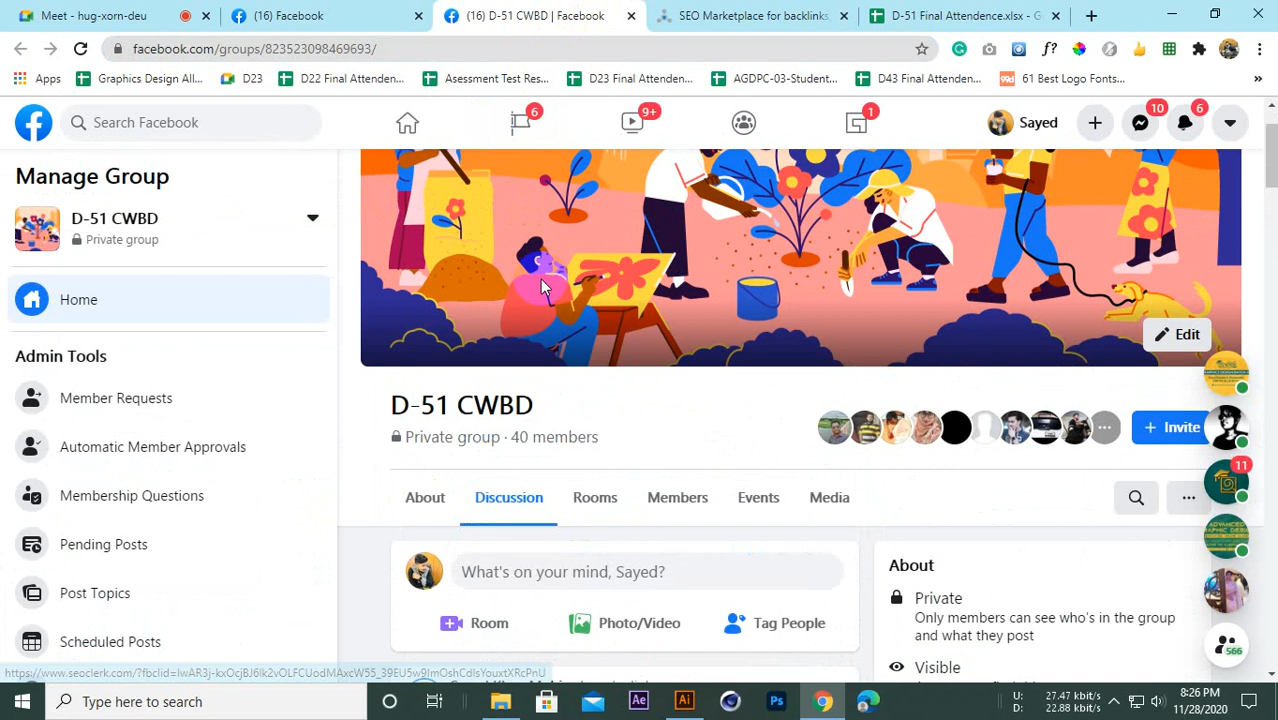 Meet - hug-xorn-deu
(16) Facebook
(16) D-51 CWBD | Facebook
SEO Marketplace for backlinks,
D-51 Final Attendence.xlsx - G
facebook.com/groups/823523098469693/
f?
Apps
Graphics Design All...
D23
D22 Final Attenden...
Asessment Test Res...
D23 Final Attenden...
AGDPC-03-Student...
D43 Final Attenden...
99d
61 Best Logo Fonts...
»
Search Facebook
6
9+
1
Sayed
10
6
Manage Group
D-51 CWBD
Private group
Home
Admin Tools
Member Requests
Automatic Member Approvals
Membership Questions
Pending Posts
Post Topics
Scheduled Posts
Edit
D-51 CWBD
Private group · 40 members
+ Invite
11
About
Discussion
Rooms
Members
Events
Media
What's on your mind, Sayed?
Room
Photo/Video
Tag People
About
Private
Only members can see who's in the group
and what they post
Visible
566
Type here to search
Ae
Ai
Ps
U:
27.47 kbit/s
D:
22.88 kbit/s
8:26 PM
11/28/2020